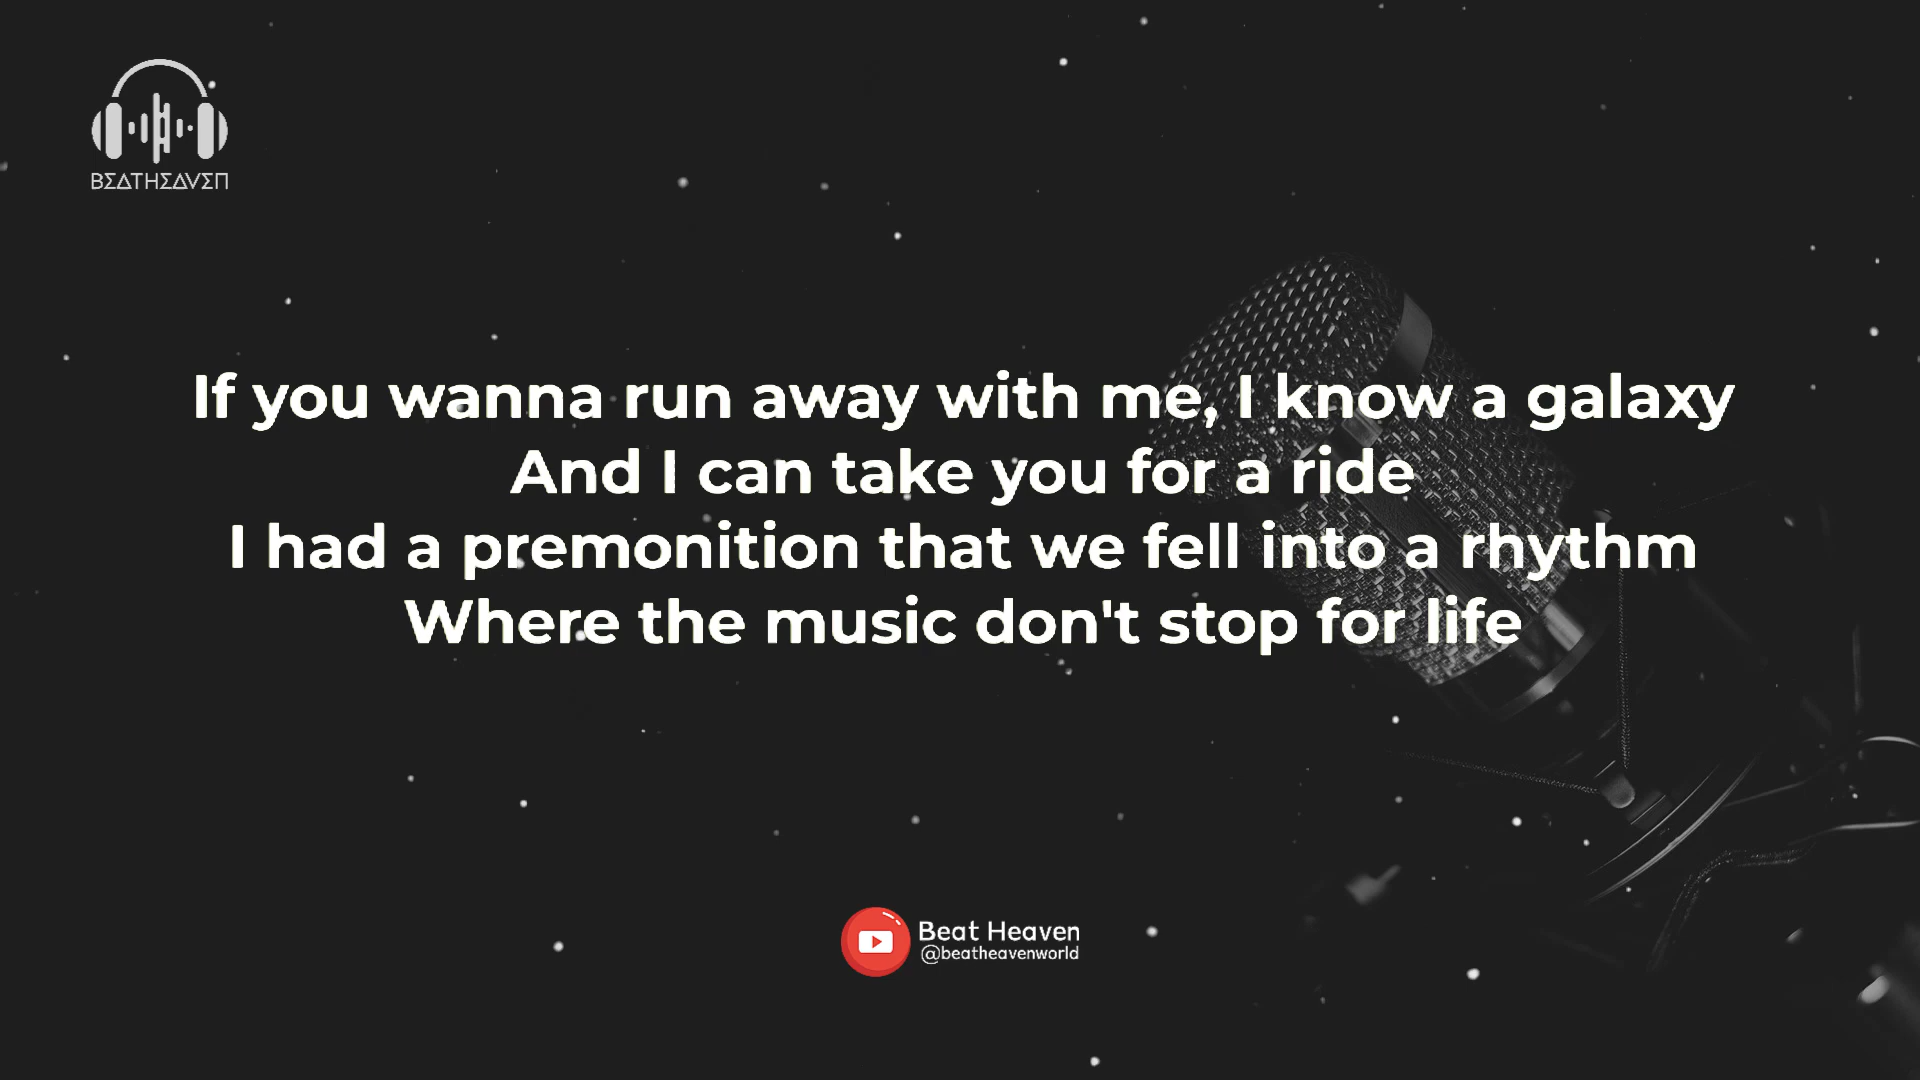 BΣΔTHΣΔVΣΠ
If you wanna run away with me, I know a galaxy
And I can take you for a ride
I had a premonition that we fell into a rhythm
Where the music don't stop for life
Beat Heaven
@beatheavenworld